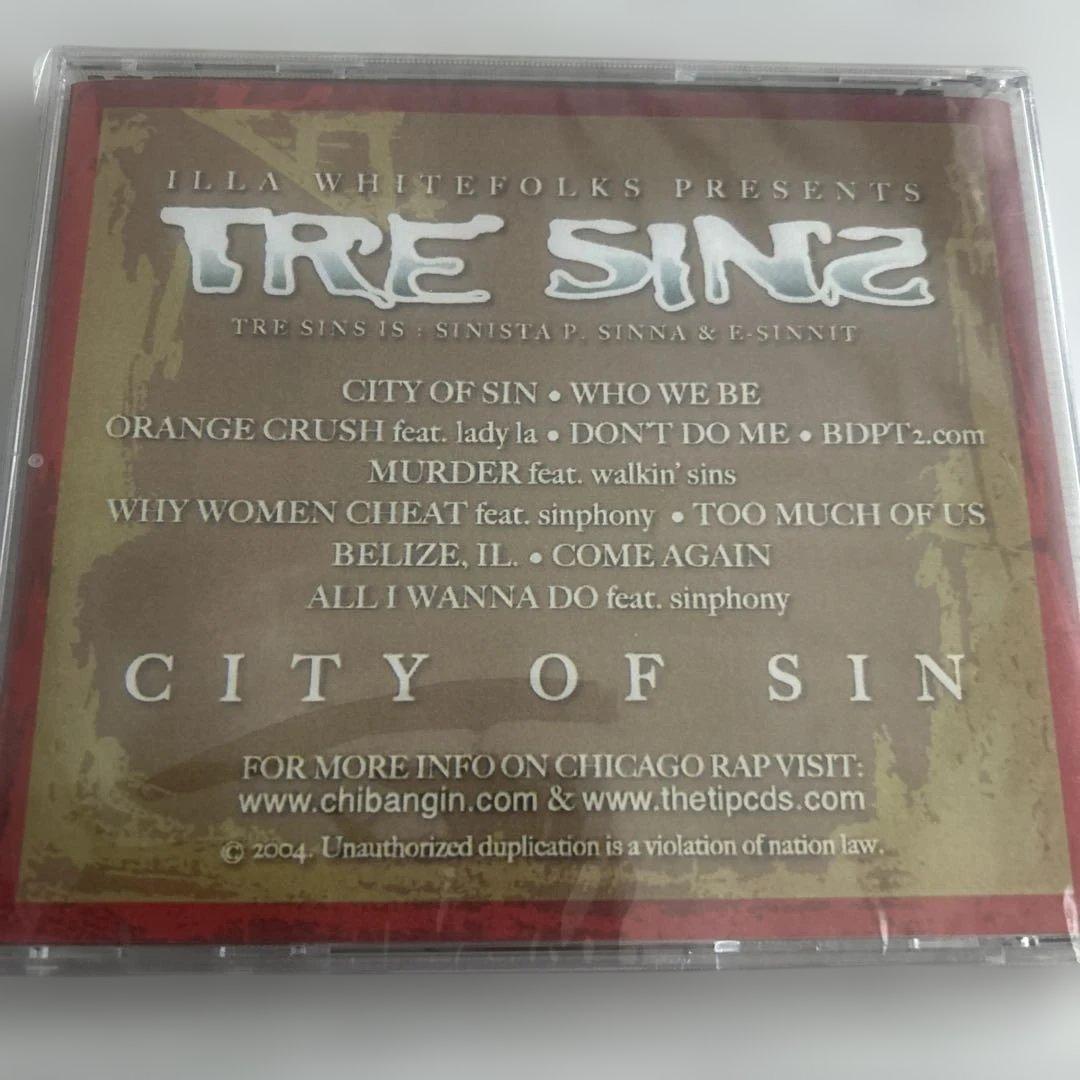 ILLA WHITEFOLKS PRESENTS
TRE SINS
TRE SINS IS : SINISTA P. SINNA & E-SINNIT
CITY OF SIN • WHO WE BE
ORANGE CRUSH feat. lady la • DON'T DO ME • BDPT2.com
MURDER feat. walkin' sins
WHY WOMEN CHEAT feat. sinphony • TOO MUCH OF US
BELIZE, IL. • COME AGAIN
ALL I WANNA DO feat. sinphony
CITY OF SIN
FOR MORE INFO ON CHICAGO RAP VISIT:
www.chibangin.com & www.thetipcds.com
© 2004. Unauthorized duplication is a violation of nation law.